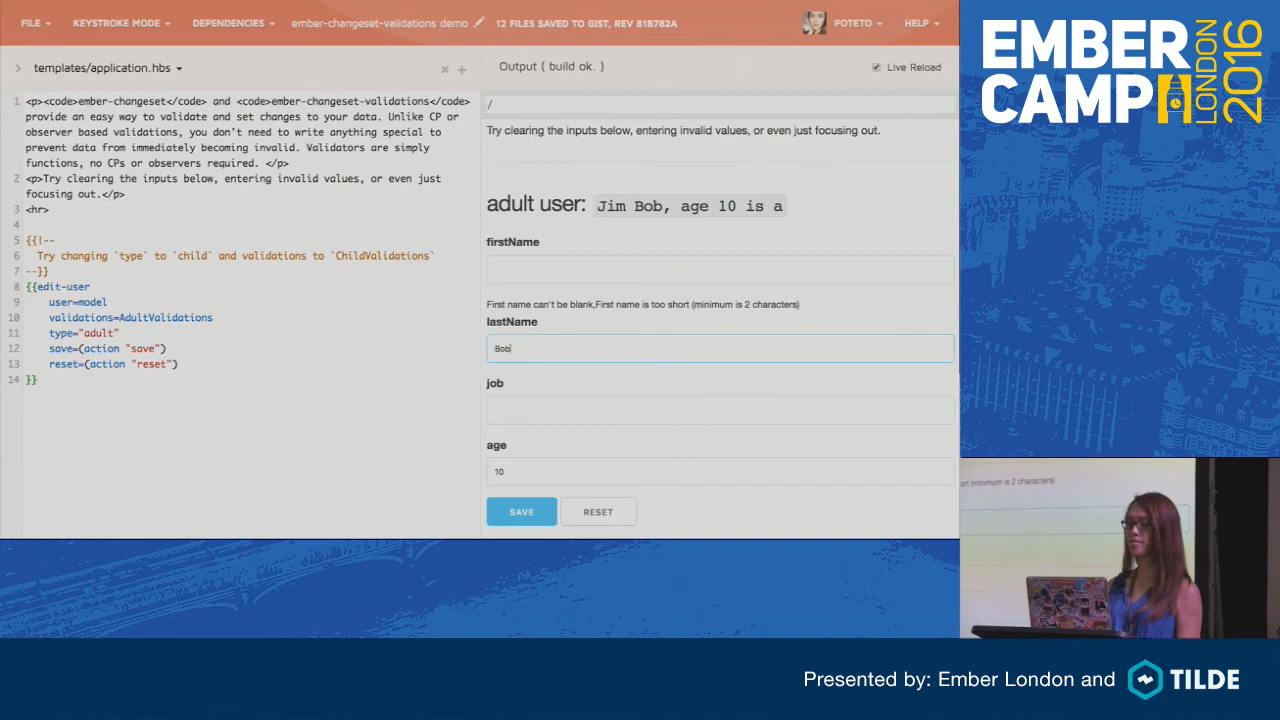 FILE KEYSTROKE MODE DEPENDENCIES ember-changeset-validations demo 12 FILES SAVED TO GIST, REV 81B782A POTETO HELP
templates/application.hbs
1 <p><code>ember-changeset</code> and <code>ember-changeset-validations</code>
provide an easy way to validate and set changes to your data. Unlike CP or
observer based validations, you don't need to write anything special to
prevent data from immediately becoming invalid. Validators are simply
functions, no CPs or observers required. </p>
2 <p>Try clearing the inputs below, entering invalid values, or even just
focusing out.</p>
3 <hr>
4
5 {{!--
6 Try changing `type` to `child` and validations to `ChildValidations`
7 --}}
8 {{edit-user
9 user=model
10 validations=AdultValidations
11 type="adult"
12 save=(action "save")
13 reset=(action "reset")
14 }}
Output ( build ok. ) Live Reload
/
Try clearing the inputs below, entering invalid values, or even just focusing out.
adult user: Jim Bob, age 10 is a
firstName
First name can't be blank,First name is too short (minimum is 2 characters)
lastName
Bob
job
age
10
SAVE RESET
EMBER
CAMP
LONDON
2016
ort (minimum is 2 characters)
Presented by: Ember London and TILDE